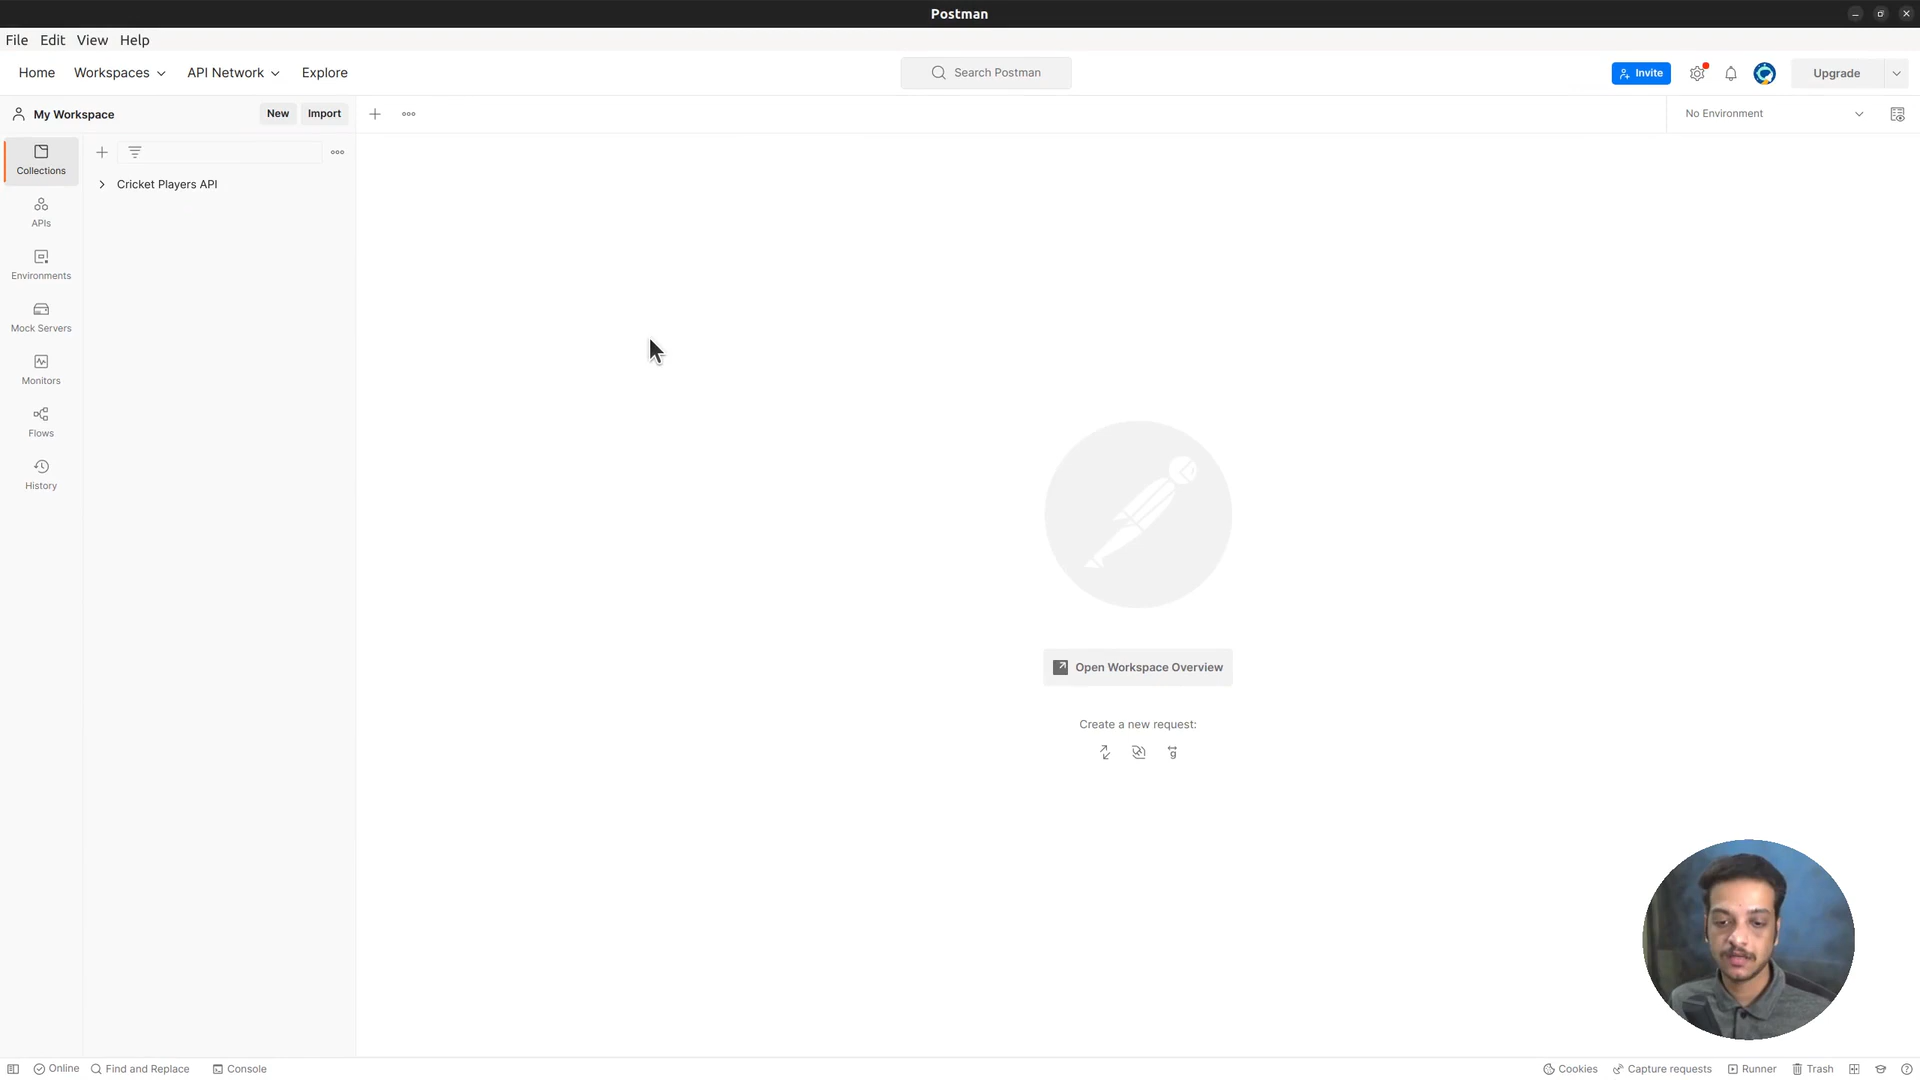 Postman
File Edit View Help
Home Workspaces API Network Explore Search Postman Invite Upgrade
My Workspace New Import No Environment
Collections
Cricket Players API
APIs
Environments
Mock Servers
Monitors
Flows
History
Open Workspace Overview
Create a new request:
Online Find and Replace Console Cookies Capture requests Runner Trash